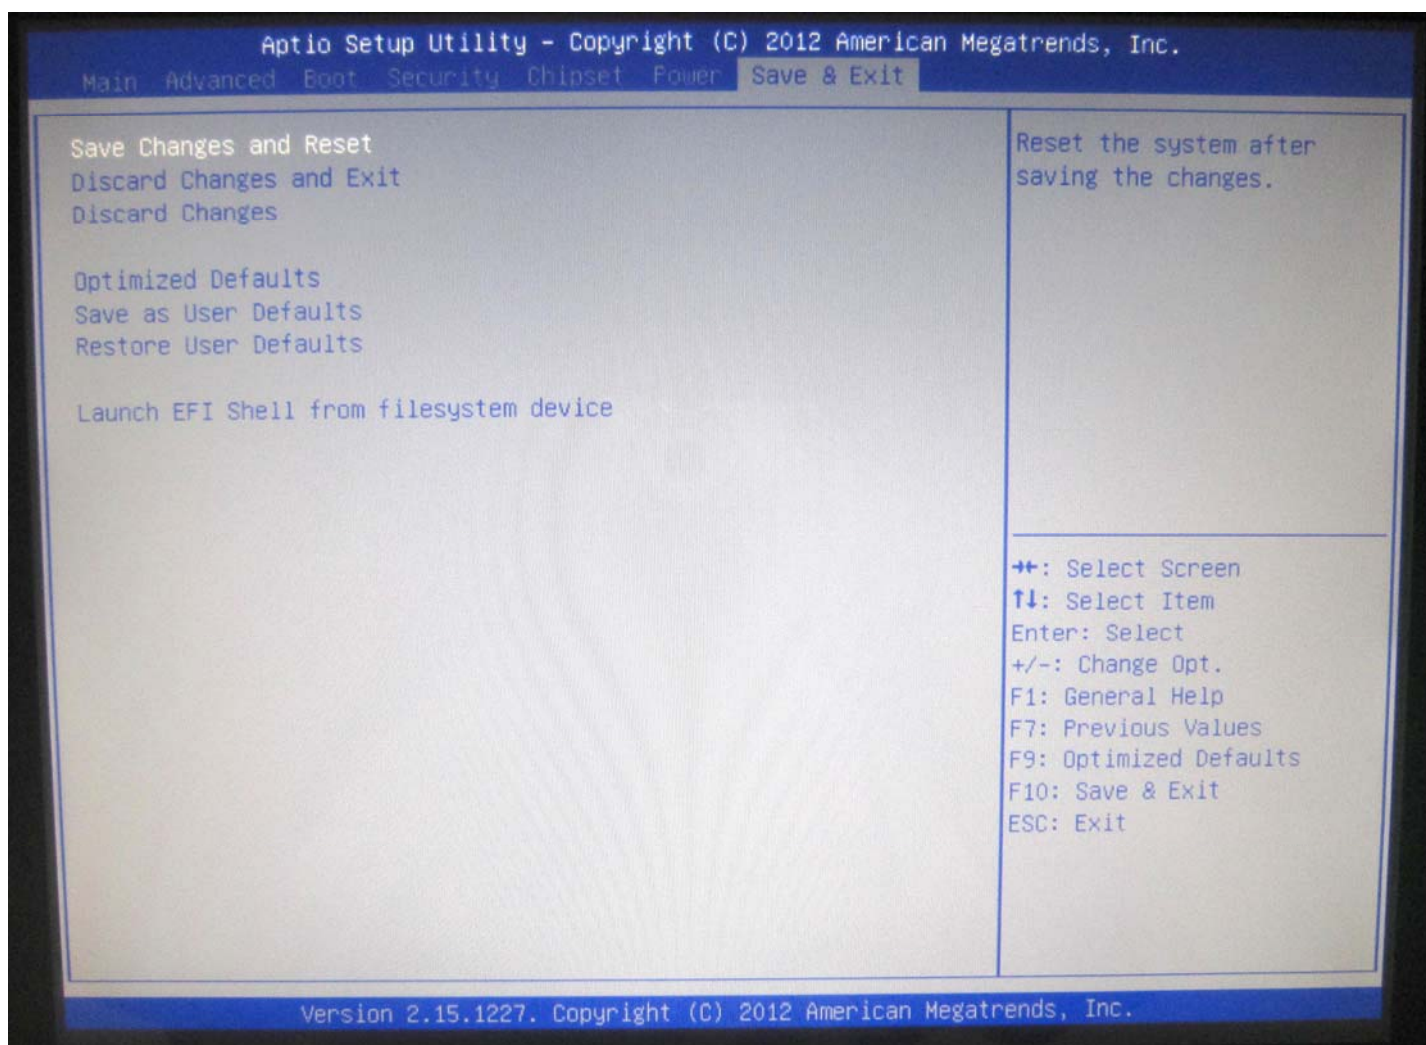 Aptio Setup Utility – Copyright (C) 2012 American Megatrends, Inc.
Main Advanced Boot Security Chipset Power Save & Exit
Save Changes and Reset
Discard Changes and Exit
Discard Changes
Optimized Defaults
Save as User Defaults
Restore User Defaults
Launch EFI Shell from filesystem device
Reset the system after
saving the changes.
→←: Select Screen
↑↓: Select Item
Enter: Select
+/-: Change Opt.
F1: General Help
F7: Previous Values
F9: Optimized Defaults
F10: Save & Exit
ESC: Exit
Version 2.15.1227. Copyright (C) 2012 American Megatrends, Inc.